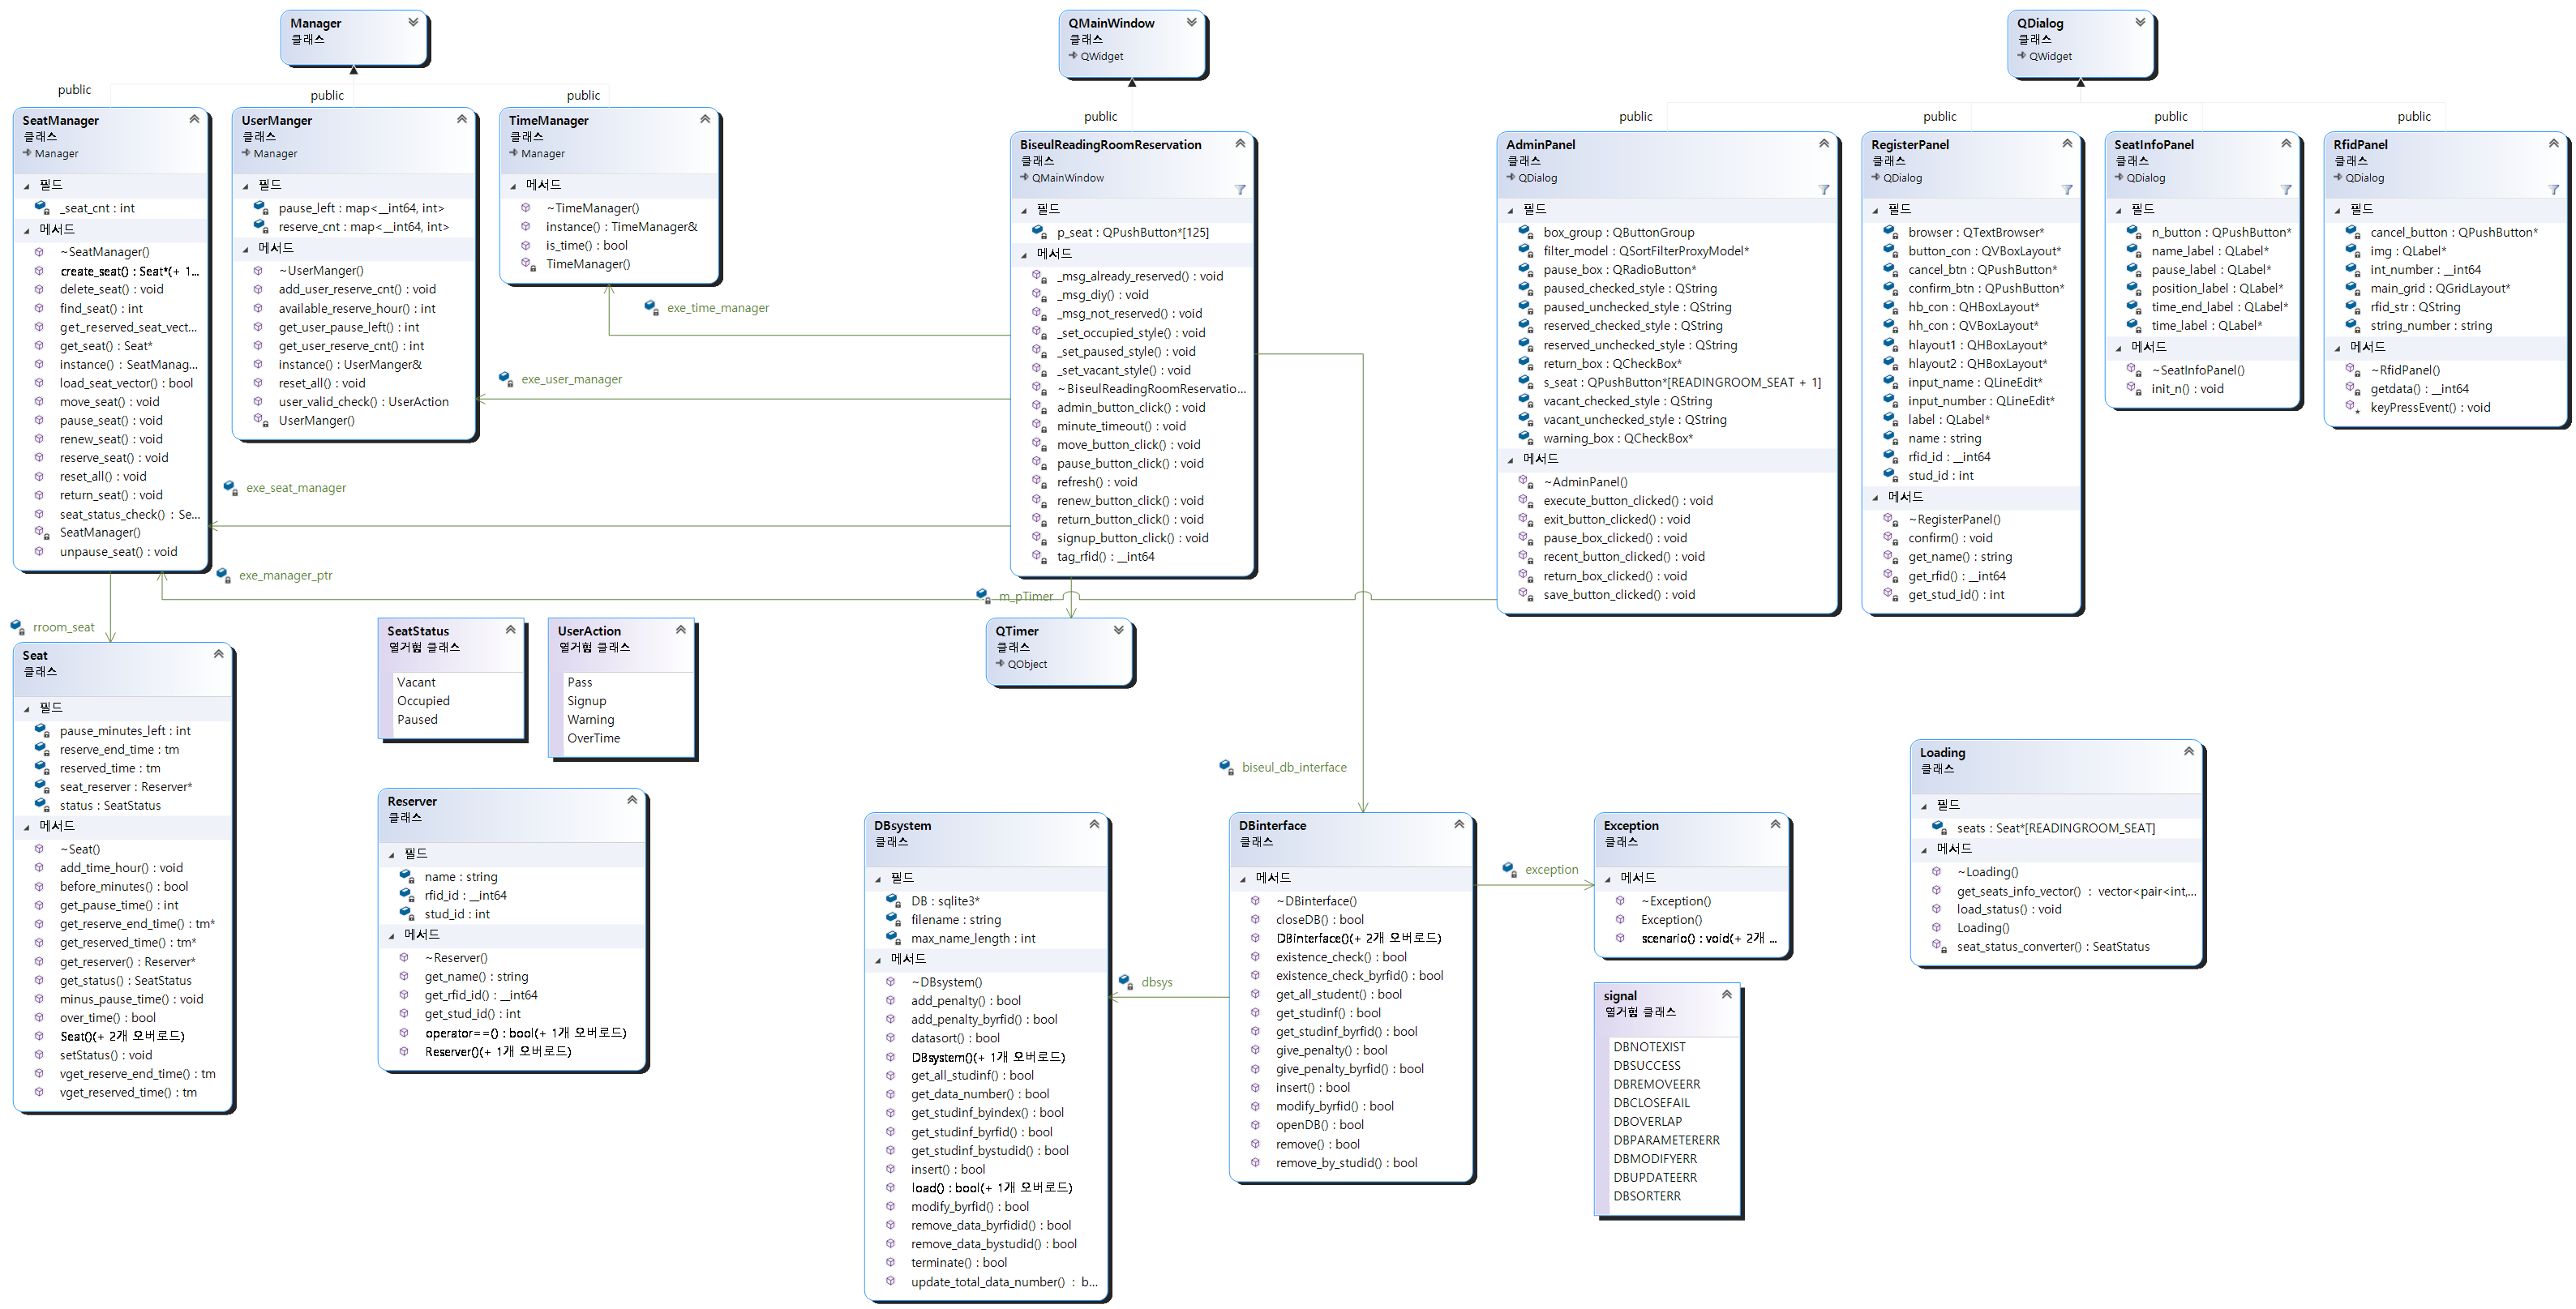 Manager
클래스
QMainWindow
클래스
QWidget
QDialog
클래스
QWidget
public
public
public
public
public
public
public
public
SeatManager
클래스
Manager
필드
_seat_cnt : int
메서드
~SeatManager()
create_seat() : Seat*(+ 1...
delete_seat() : void
find_seat() : int
get_reserved_seat_vect...
get_seat() : Seat*
instance() : SeatManag...
load_seat_vector() : bool
move_seat() : void
pause_seat() : void
renew_seat() : void
reserve_seat() : void
reset_all() : void
return_seat() : void
seat_status_check() : Se...
SeatManager()
unpause_seat() : void
UserManger
클래스
Manager
필드
pause_left : map<__int64, int>
reserve_cnt : map<__int64, int>
메서드
~UserManger()
add_user_reserve_cnt() : void
available_reserve_hour() : int
get_user_pause_left() : int
get_user_reserve_cnt() : int
instance() : UserManger&
reset_all() : void
user_valid_check() : UserAction
UserManger()
TimeManager
클래스
Manager
메서드
~TimeManager()
instance() : TimeManager&
is_time() : bool
TimeManager()
exe_time_manager
exe_user_manager
exe_seat_manager
exe_manager_ptr
m_pTimer
rroom_seat
BiseulReadingRoomReservation
클래스
QMainWindow
필드
p_seat : QPushButton*[125]
메서드
_msg_already_reserved() : void
_msg_diy() : void
_msg_not_reserved() : void
_set_occupied_style() : void
_set_paused_style() : void
_set_vacant_style() : void
~BiseulReadingRoomReservatio...
admin_button_click() : void
minute_timeout() : void
move_button_click() : void
pause_button_click() : void
refresh() : void
renew_button_click() : void
return_button_click() : void
signup_button_click() : void
tag_rfid() : __int64
AdminPanel
클래스
QDialog
필드
box_group : QButtonGroup
filter_model : QSortFilterProxyModel*
pause_box : QRadioButton*
paused_checked_style : QString
paused_unchecked_style : QString
reserved_checked_style : QString
reserved_unchecked_style : QString
return_box : QCheckBox*
s_seat : QPushButton*[READINGROOM_SEAT + 1]
vacant_checked_style : QString
vacant_unchecked_style : QString
warning_box : QCheckBox*
메서드
~AdminPanel()
execute_button_clicked() : void
exit_button_clicked() : void
pause_box_clicked() : void
recent_button_clicked() : void
return_box_clicked() : void
save_button_clicked() : void
RegisterPanel
클래스
QDialog
필드
browser : QTextBrowser*
button_con : QVBoxLayout*
cancel_btn : QPushButton*
confirm_btn : QPushButton*
hb_con : QHBoxLayout*
hh_con : QVBoxLayout*
hlayout1 : QHBoxLayout*
hlayout2 : QHBoxLayout*
input_name : QLineEdit*
input_number : QLineEdit*
label : QLabel*
name : string
rfid_id : __int64
stud_id : int
메서드
~RegisterPanel()
confirm() : void
get_name() : string
get_rfid() : __int64
get_stud_id() : int
SeatInfoPanel
클래스
QDialog
필드
n_button : QPushButton*
name_label : QLabel*
pause_label : QLabel*
position_label : QLabel*
time_end_label : QLabel*
time_label : QLabel*
메서드
~SeatInfoPanel()
init_n() : void
RfidPanel
클래스
QDialog
필드
cancel_button : QPushButton*
img : QLabel*
int_number : __int64
main_grid : QGridLayout*
rfid_str : QString
string_number : string
메서드
~RfidPanel()
getdata() : __int64
keyPressEvent() : void
Seat
클래스
필드
pause_minutes_left : int
reserve_end_time : tm
reserved_time : tm
seat_reserver : Reserver*
status : SeatStatus
메서드
~Seat()
add_time_hour() : void
before_minutes() : bool
get_pause_time() : int
get_reserve_end_time() : tm*
get_reserved_time() : tm*
get_reserver() : Reserver*
get_status() : SeatStatus
minus_pause_time() : void
over_time() : bool
Seat()(+ 2개 오버로드)
setStatus() : void
vget_reserve_end_time() : tm
vget_reserved_time() : tm
SeatStatus
열거형 클래스
Vacant
Occupied
Paused
UserAction
열거형 클래스
Pass
Signup
Warning
OverTime
QTimer
클래스
QObject
Reserver
클래스
필드
name : string
rfid_id : __int64
stud_id : int
메서드
~Reserver()
get_name() : string
get_rfid_id() : __int64
get_stud_id() : int
operator==() : bool(+ 1개 오버로드)
Reserver()(+ 1개 오버로드)
biseul_db_interface
DBsystem
클래스
필드
DB : sqlite3*
filename : string
max_name_length : int
메서드
~DBsystem()
add_penalty() : bool
add_penalty_byrfid() : bool
datasort() : bool
DBsystem()(+ 1개 오버로드)
get_all_studinf() : bool
get_data_number() : bool
get_studinf_byindex() : bool
get_studinf_byrfid() : bool
get_studinf_bystudid() : bool
insert() : bool
load() : bool(+ 1개 오버로드)
modify_byrfid() : bool
remove_data_byrfidid() : bool
remove_data_bystudid() : bool
terminate() : bool
update_total_data_number() : b...
dbsys
DBinterface
클래스
메서드
~DBinterface()
closeDB() : bool
DBinterface()(+ 2개 오버로드)
existence_check() : bool
existence_check_byrfid() : bool
get_all_student() : bool
get_studinf() : bool
get_studinf_byrfid() : bool
give_penalty() : bool
give_penalty_byrfid() : bool
insert() : bool
modify_byrfid() : bool
openDB() : bool
remove() : bool
remove_by_studid() : bool
exception
Exception
클래스
메서드
~Exception()
Exception()
scenario() : void(+ 2개 ...
signal
열거형 클래스
DBNOTEXIST
DBSUCCESS
DBREMOVEERR
DBCLOSEFAIL
DBOVERLAP
DBPARAMETERERR
DBMODIFYERR
DBUPDATEERR
DBSORTERR
Loading
클래스
필드
seats : Seat*[READINGROOM_SEAT]
메서드
~Loading()
get_seats_info_vector() : vector<pair<int,...
load_status() : void
Loading()
seat_status_converter() : SeatStatus